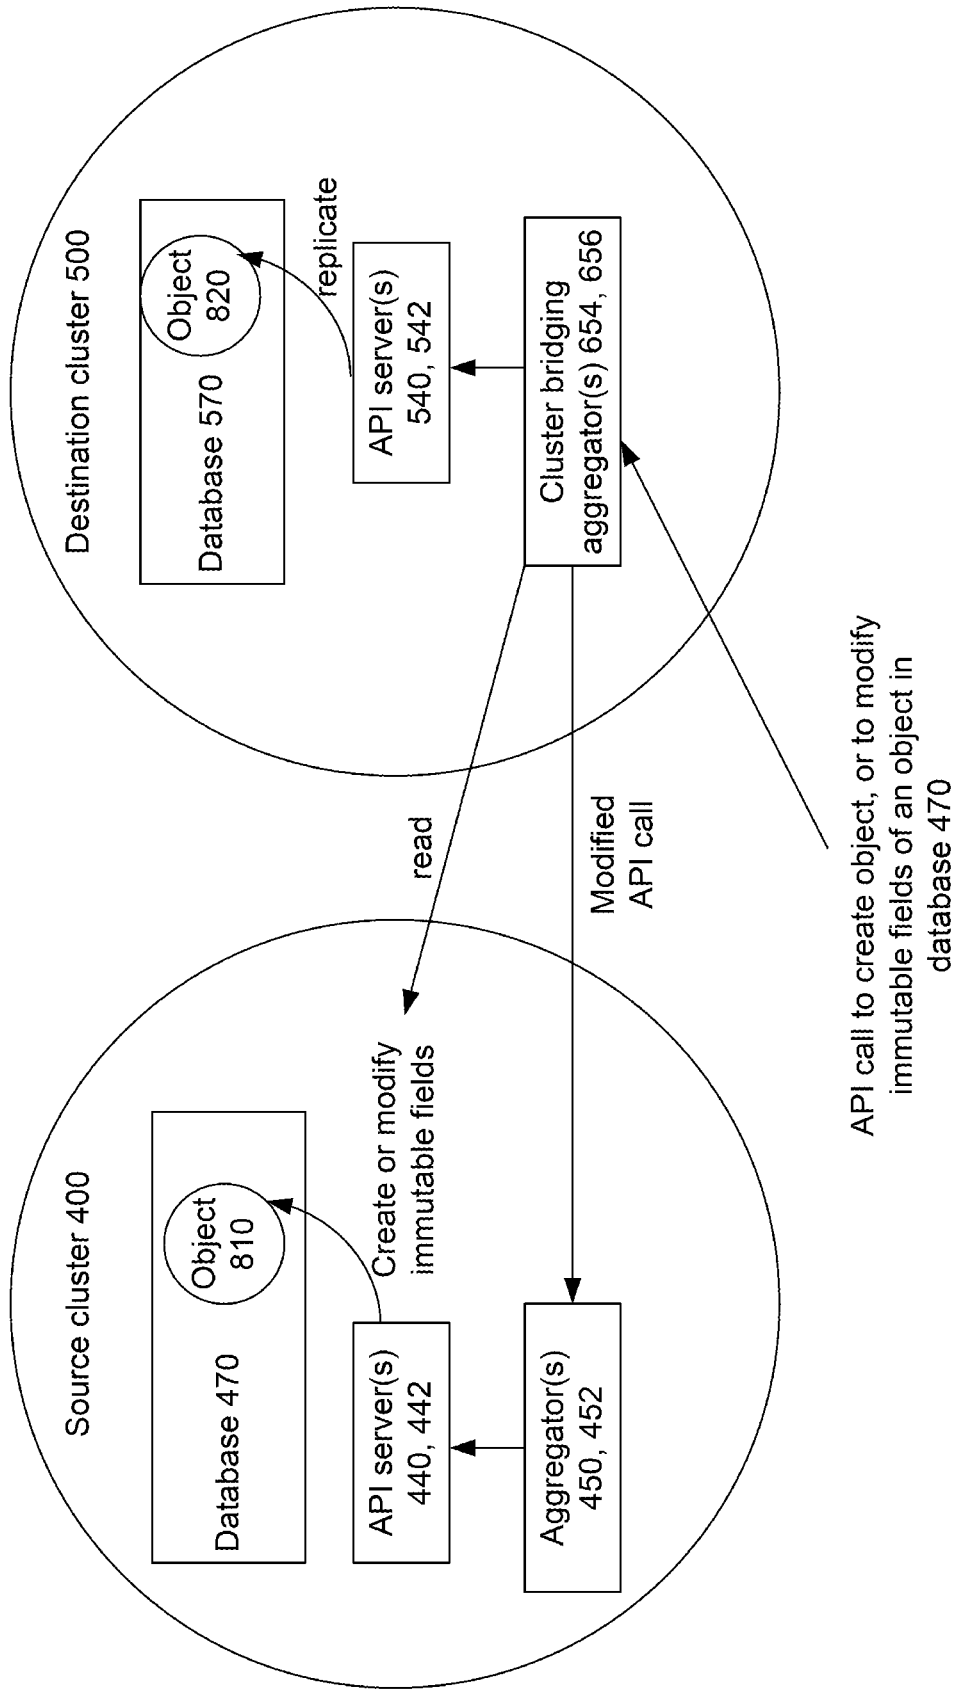 Source cluster 400
Database 470
Object
810
API server(s)
440, 442
Create or modify
immutable fields
Aggregator(s)
450, 452
read
Modified
API call
Destination cluster 500
Database 570
Object
820
replicate
API server(s)
540, 542
Cluster bridging
aggregator(s) 654, 656
API call to create object, or to modify
immutable fields of an object in
database 470